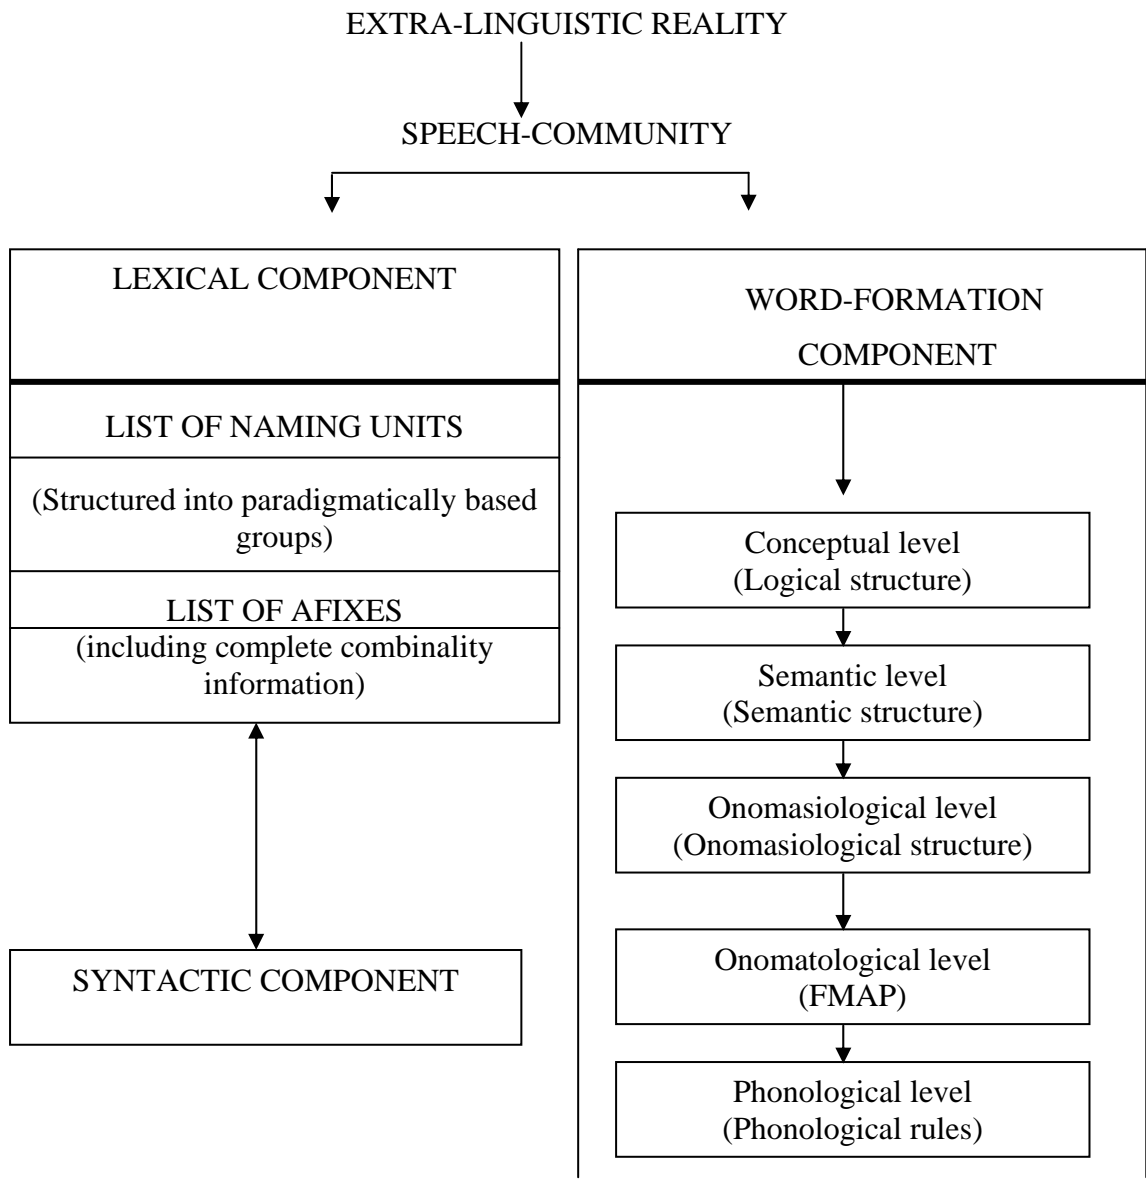 EXTRA-LINGUISTIC REALITY
SPEECH-COMMUNITY
LEXICAL COMPONENT
LIST OF NAMING UNITS
(Structured into paradigmatically based
groups)
LIST OF AFIXES
(including complete combinality
information)
SYNTACTIC COMPONENT
WORD-FORMATION
COMPONENT
Conceptual level
(Logical structure)
Semantic level
(Semantic structure)
Onomasiological level
(Onomasiological structure)
Onomatological level
(FMAP)
Phonological level
(Phonological rules)